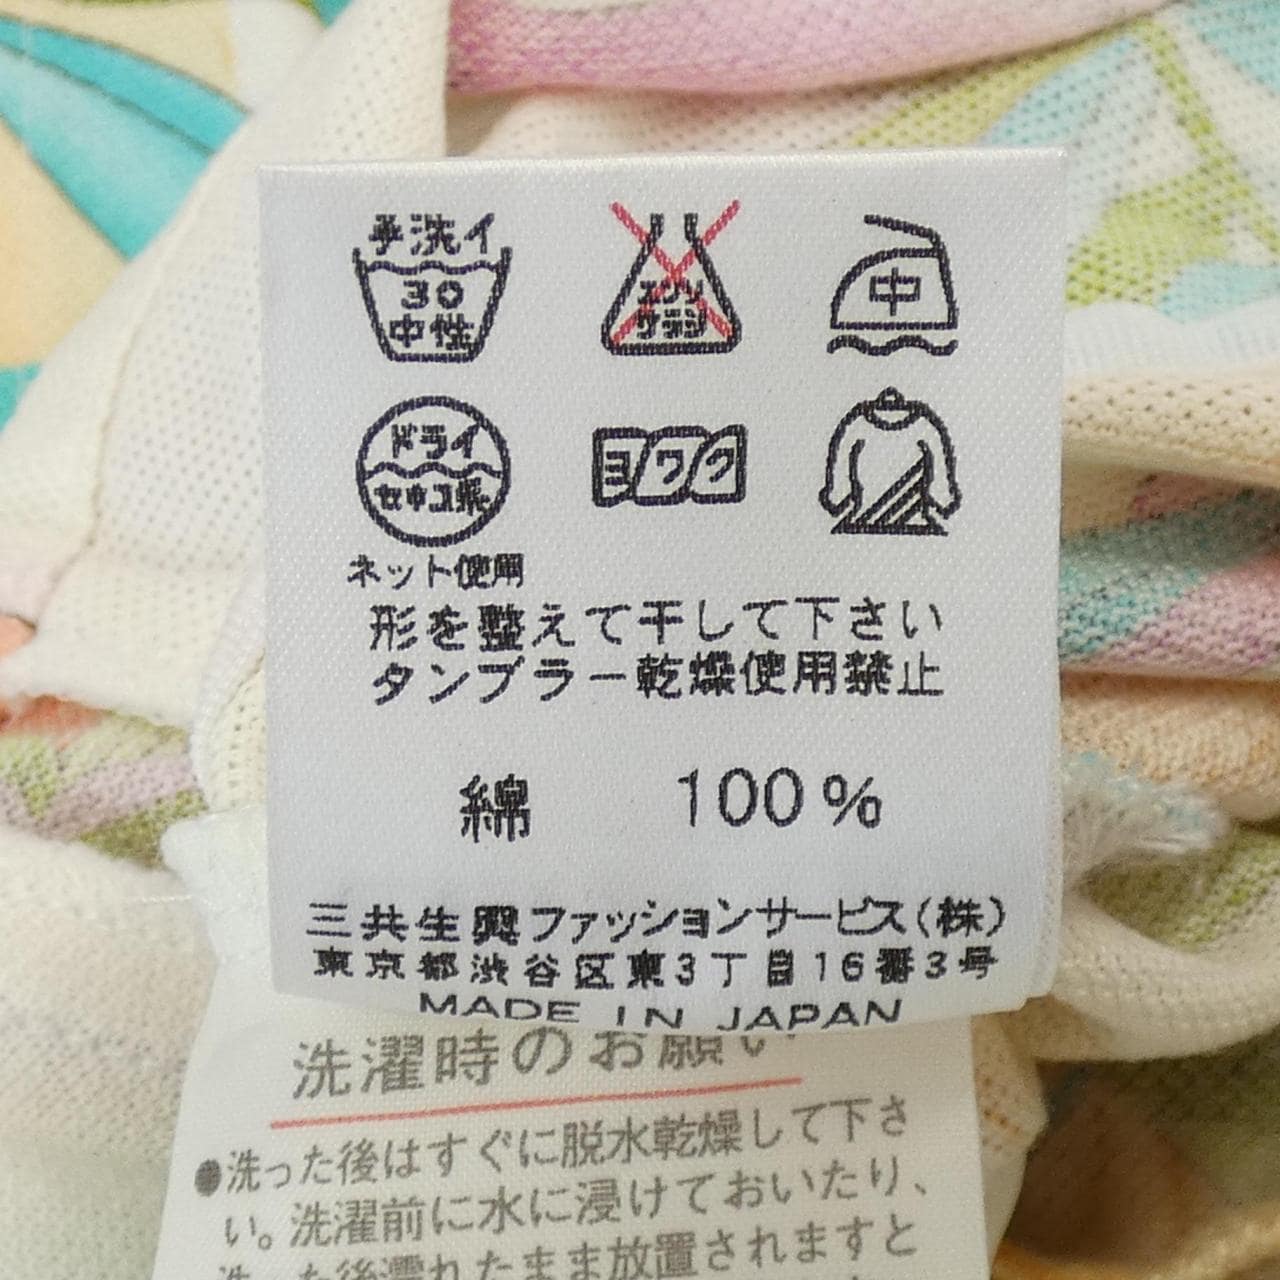 手洗イ
30
中性
エンソ
サラシ
中
ドライ
セキユ系
ヨワク
ネット使用
形を整えて干して下さい
タンブラー乾燥使用禁止
綿 100%
三共生興ファッションサービス(株)
東京都渋谷区東3丁目16番3号
MADE IN JAPAN
洗濯時のお願い
●洗った後はすぐに脱水乾燥して下さ
い。洗濯前に水に浸けておいたり、
洗った後濡れたまま放置されますと